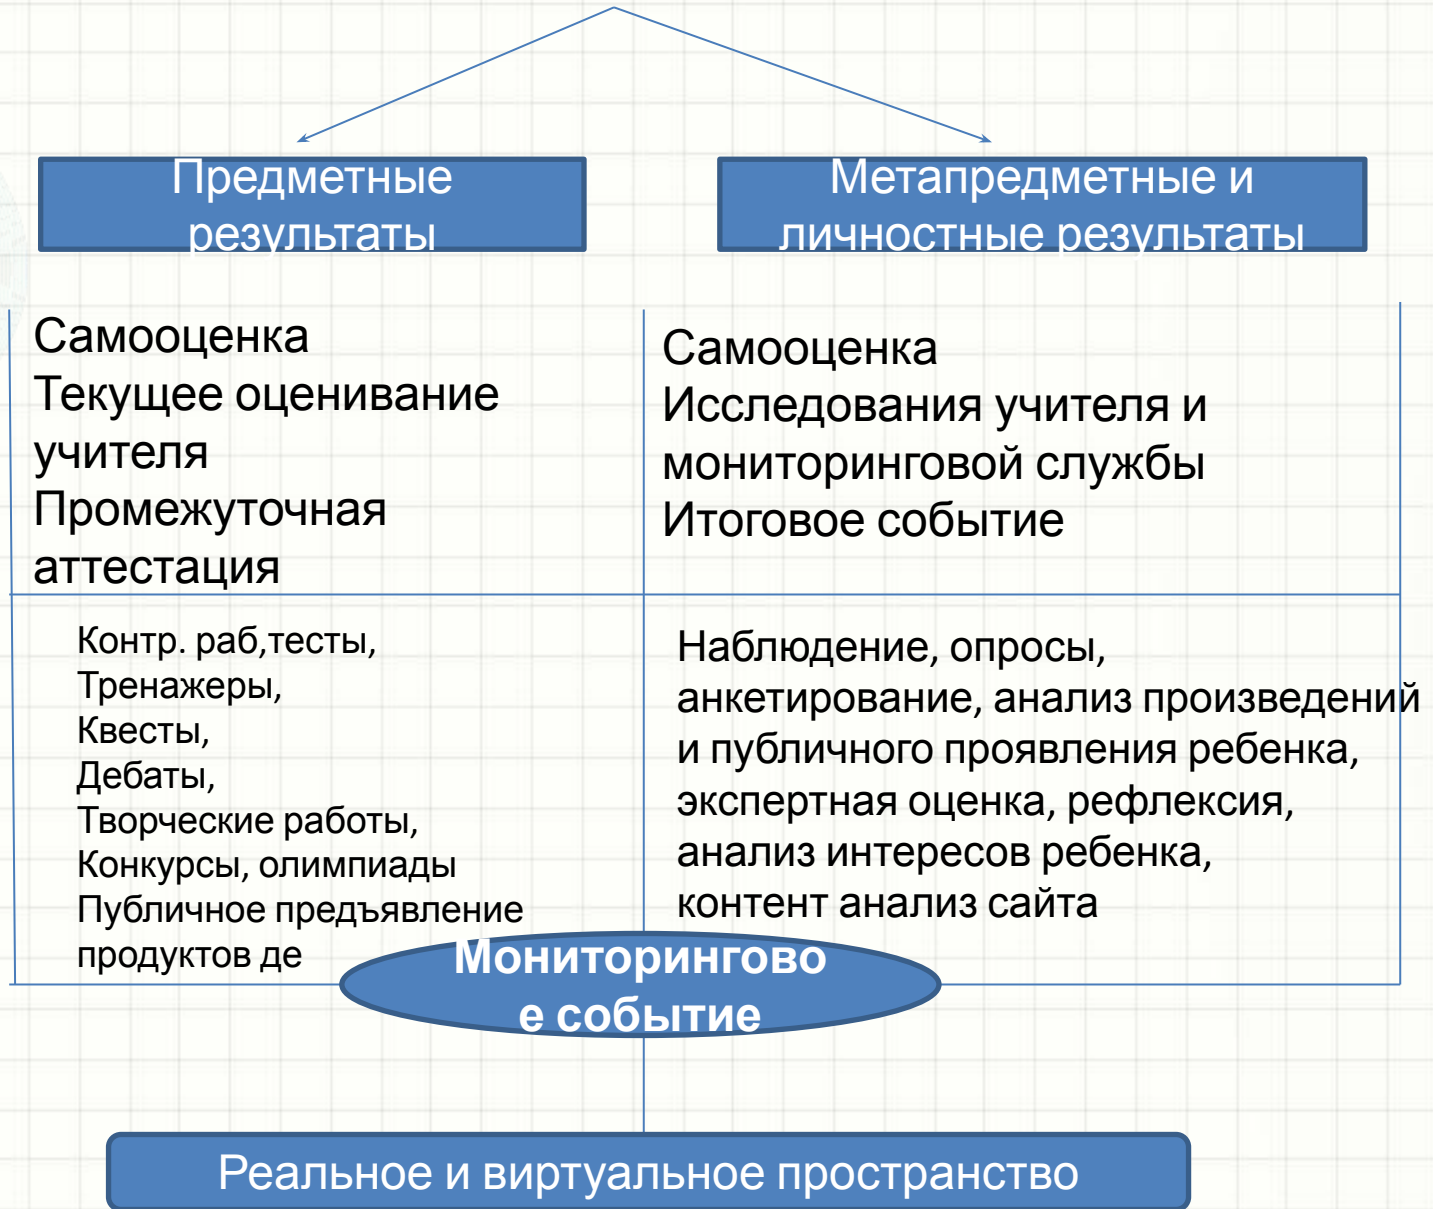 Предметные
результаты
Метапредметные и
личностные результаты
Самооценка
Текущее оценивание
учителя
Промежуточная
аттестация
Самооценка
Исследования учителя и
мониторинговой службы
Итоговое событие
Контр. раб,тесты,
Тренажеры,
Квесты,
Дебаты,
Творческие работы,
Конкурсы, олимпиады
Публичное предъявление
продуктов де
Наблюдение, опросы,
анкетирование, анализ произведений
и публичного проявления ребенка,
экспертная оценка, рефлексия,
анализ интересов ребенка,
контент анализ сайта
Мониторингово
е событие
Реальное и виртуальное пространство